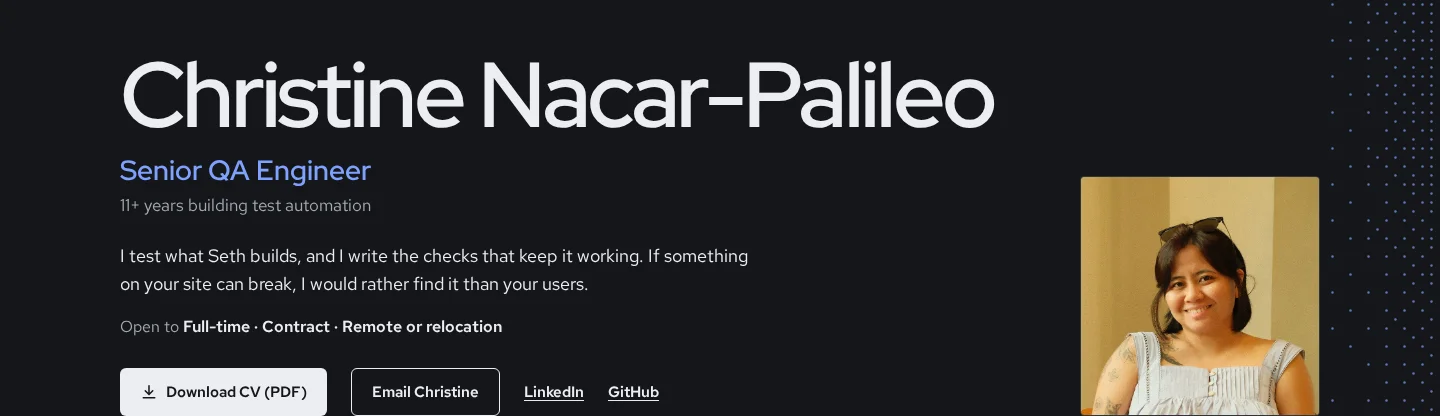 Christine Nacar-Palileo
Senior QA Engineer
11+ years building test automation
I test what Seth builds, and I write the checks that keep it working. If something
on your site can break, I would rather find it than your users.
Open to Full-time · Contract · Remote or relocation
Download CV (PDF)
Email Christine
LinkedIn
GitHub